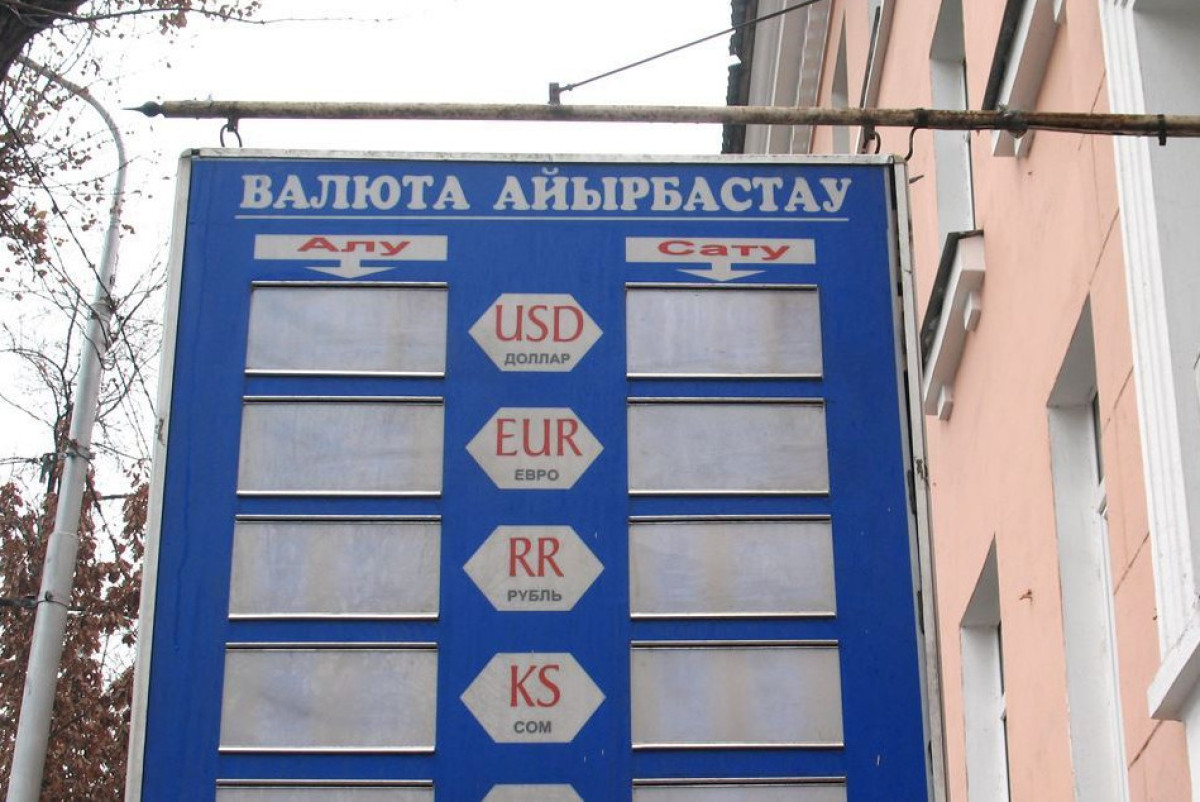 ВАЛЮТА АЙЫРБАСТАУ
Алу Сату
USD
ДОЛЛАР
EUR
ЕВРО
RR
РУБЛЬ
KS
СОМ